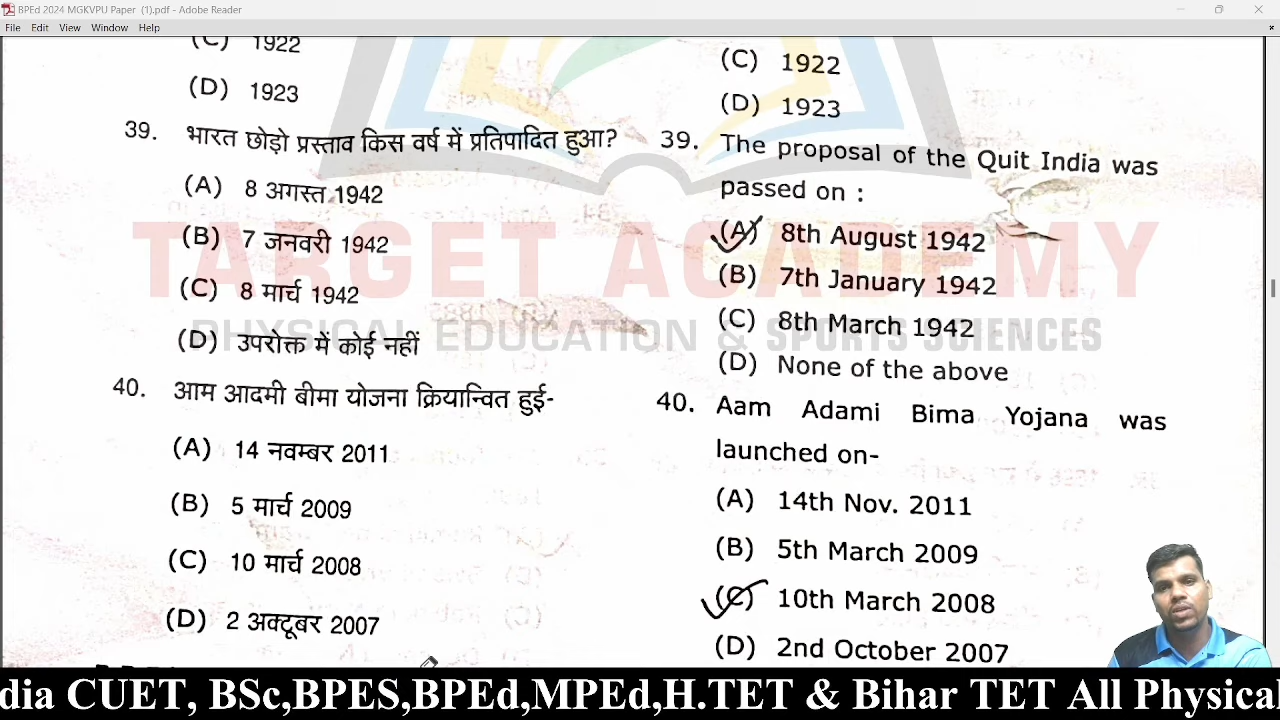 BPEd 2024 MGKVPU Paper (1).pdf - Adobe Reader
File Edit View Window Help
(C) 1922
(D) 1923
39. भारत छोड़ो प्रस्ताव किस वर्ष में प्रतिपादित हुआ?
(A) 8 अगस्त 1942
(B) 7 जनवरी 1942
(C) 8 मार्च 1942
(D) उपरोक्त में कोई नहीं
40. आम आदमी बीमा योजना क्रियान्वित हुई-
(A) 14 नवम्बर 2011
(B) 5 मार्च 2009
(C) 10 मार्च 2008
(D) 2 अक्टूबर 2007
(C) 1922
(D) 1923
39. The proposal of the Quit India was
passed on :
(A) 8th August 1942
(B) 7th January 1942
(C) 8th March 1942
(D) None of the above
40. Aam Adami Bima Yojana was
launched on-
(A) 14th Nov. 2011
(B) 5th March 2009
(C) 10th March 2008
(D) 2nd October 2007
TARGET ACADEMY
PHYSICAL EDUCATION & SPORTS SCIENCES
dia CUET, BSc,BPES,BPEd,MPEd,H.TET & Bihar TET All Physical